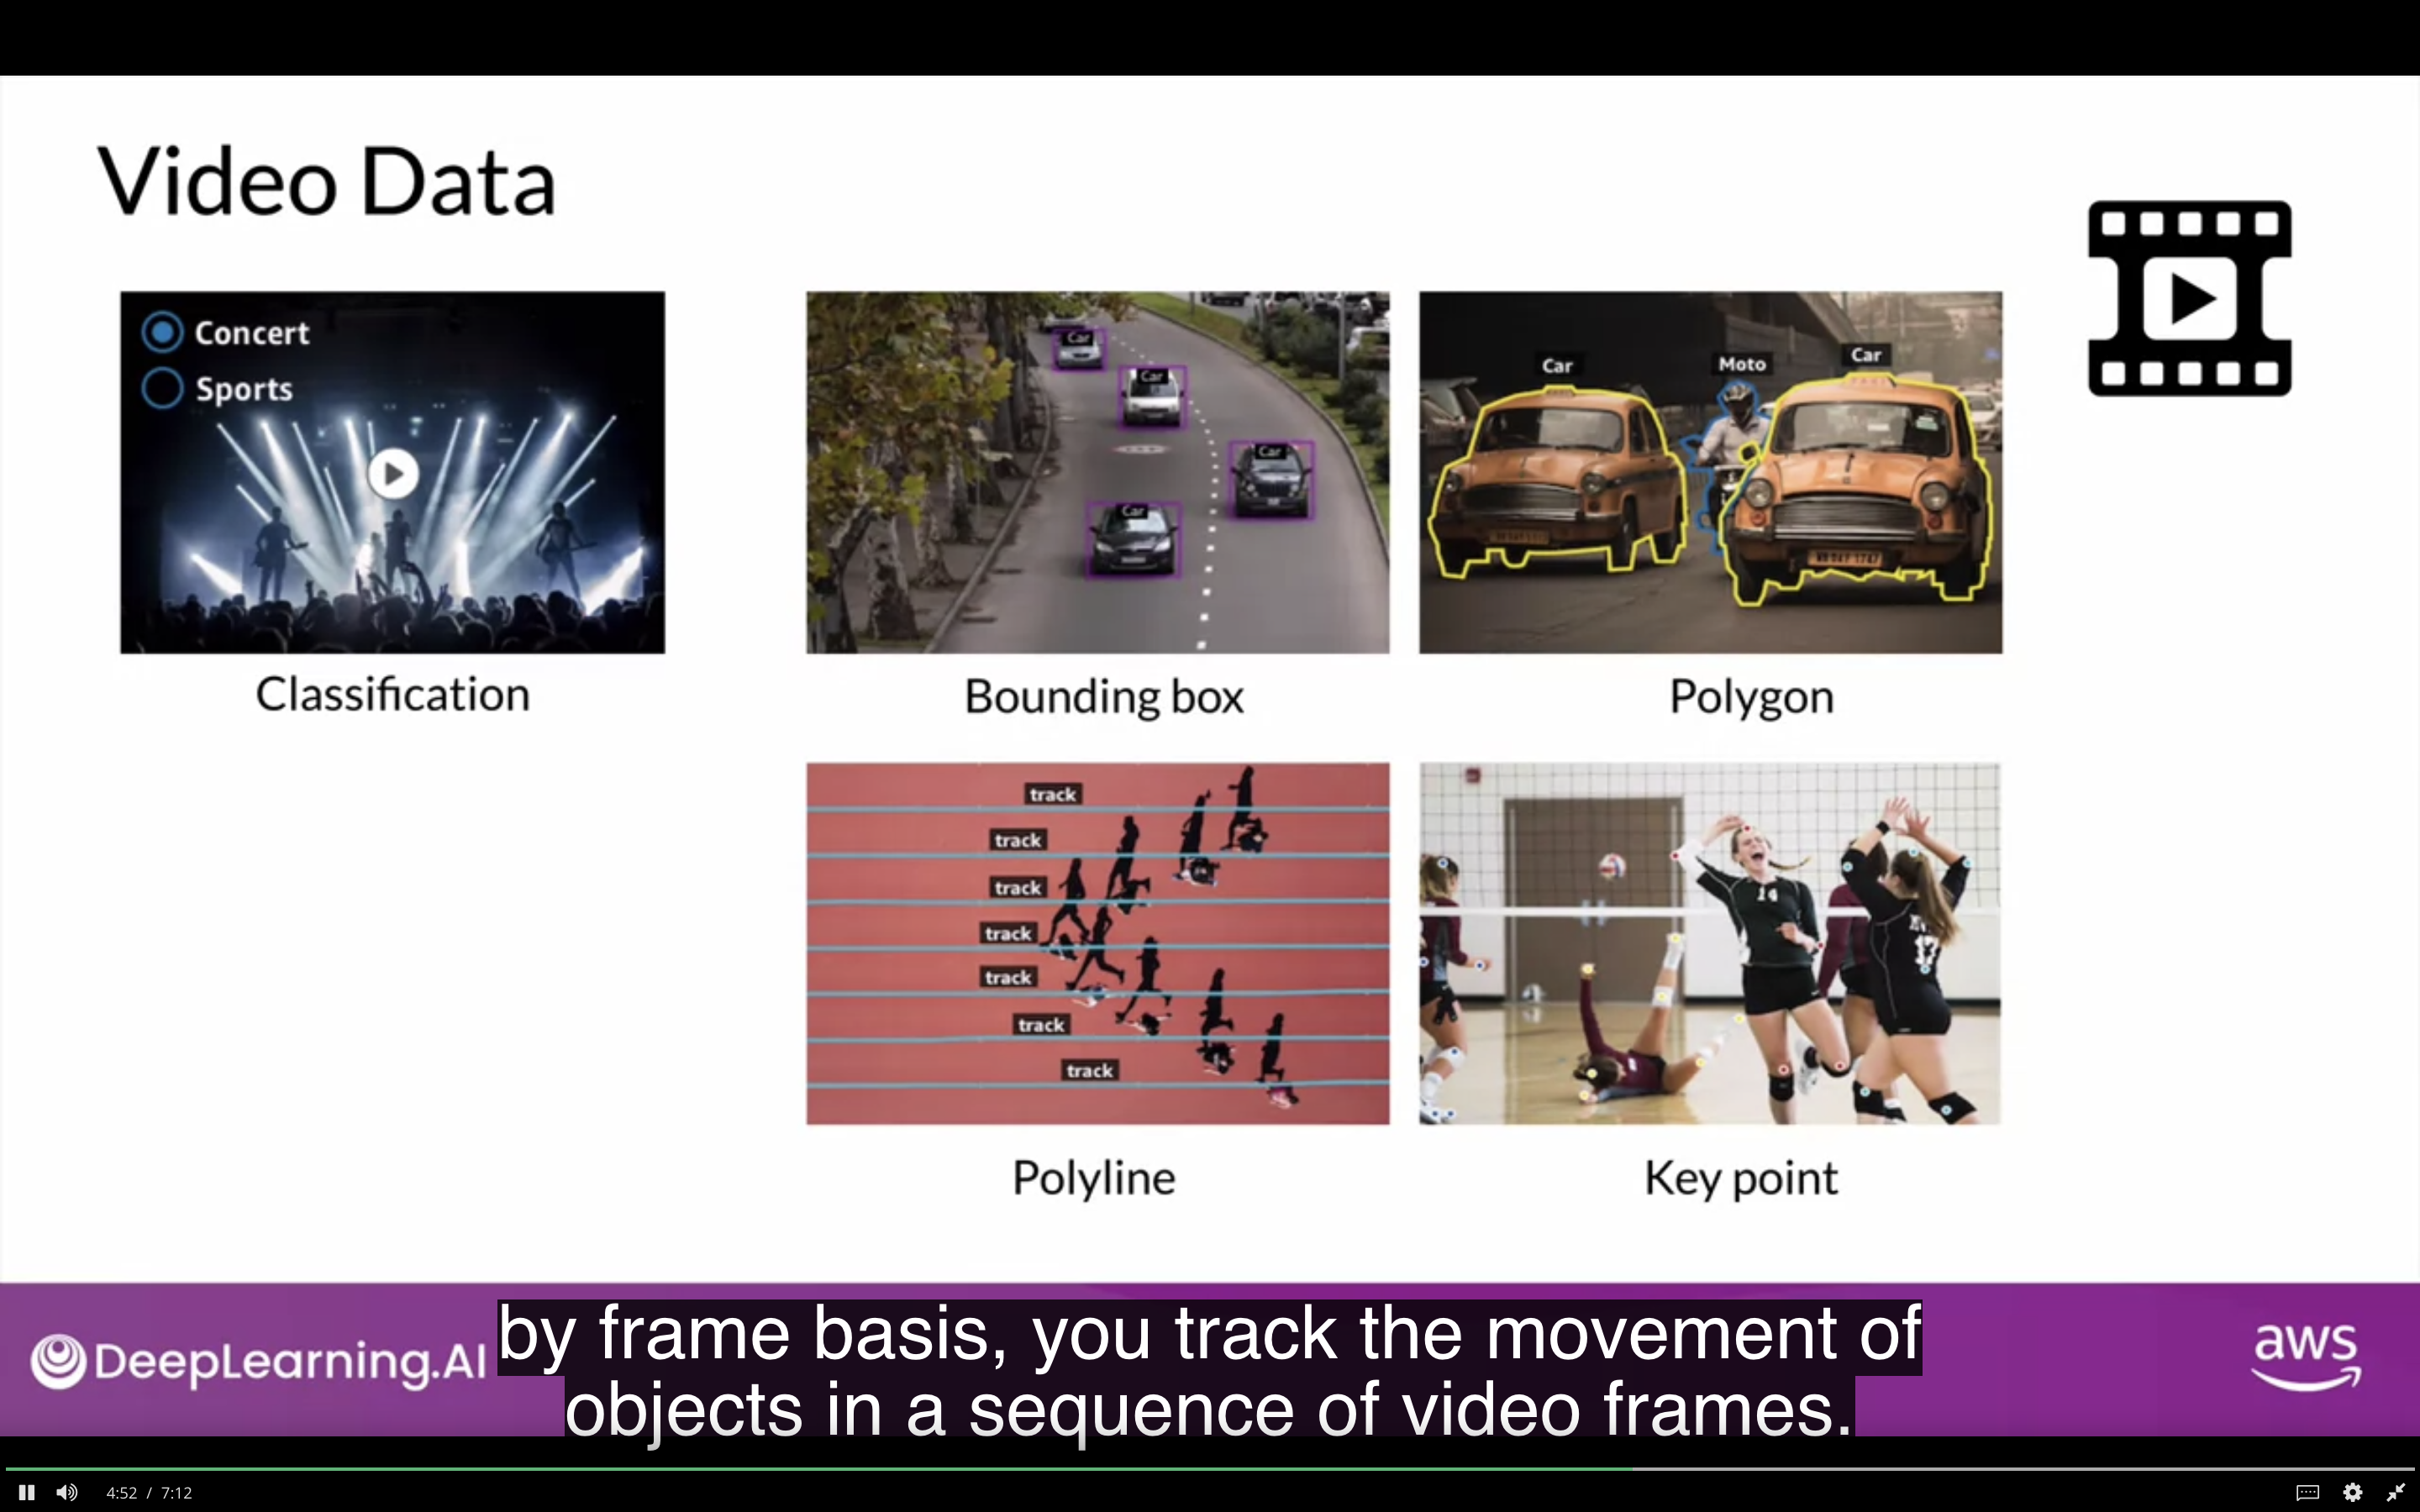 Video Data
Concert
Sports
Classification
Car
Car
Car
Car
Bounding box
Car
Moto
Car
Polygon
track
track
track
track
track
track
track
Polyline
14
17
Key point
DeepLearning.AI
aws
by frame basis, you track the movement of
objects in a sequence of video frames.
4:52 / 7:12